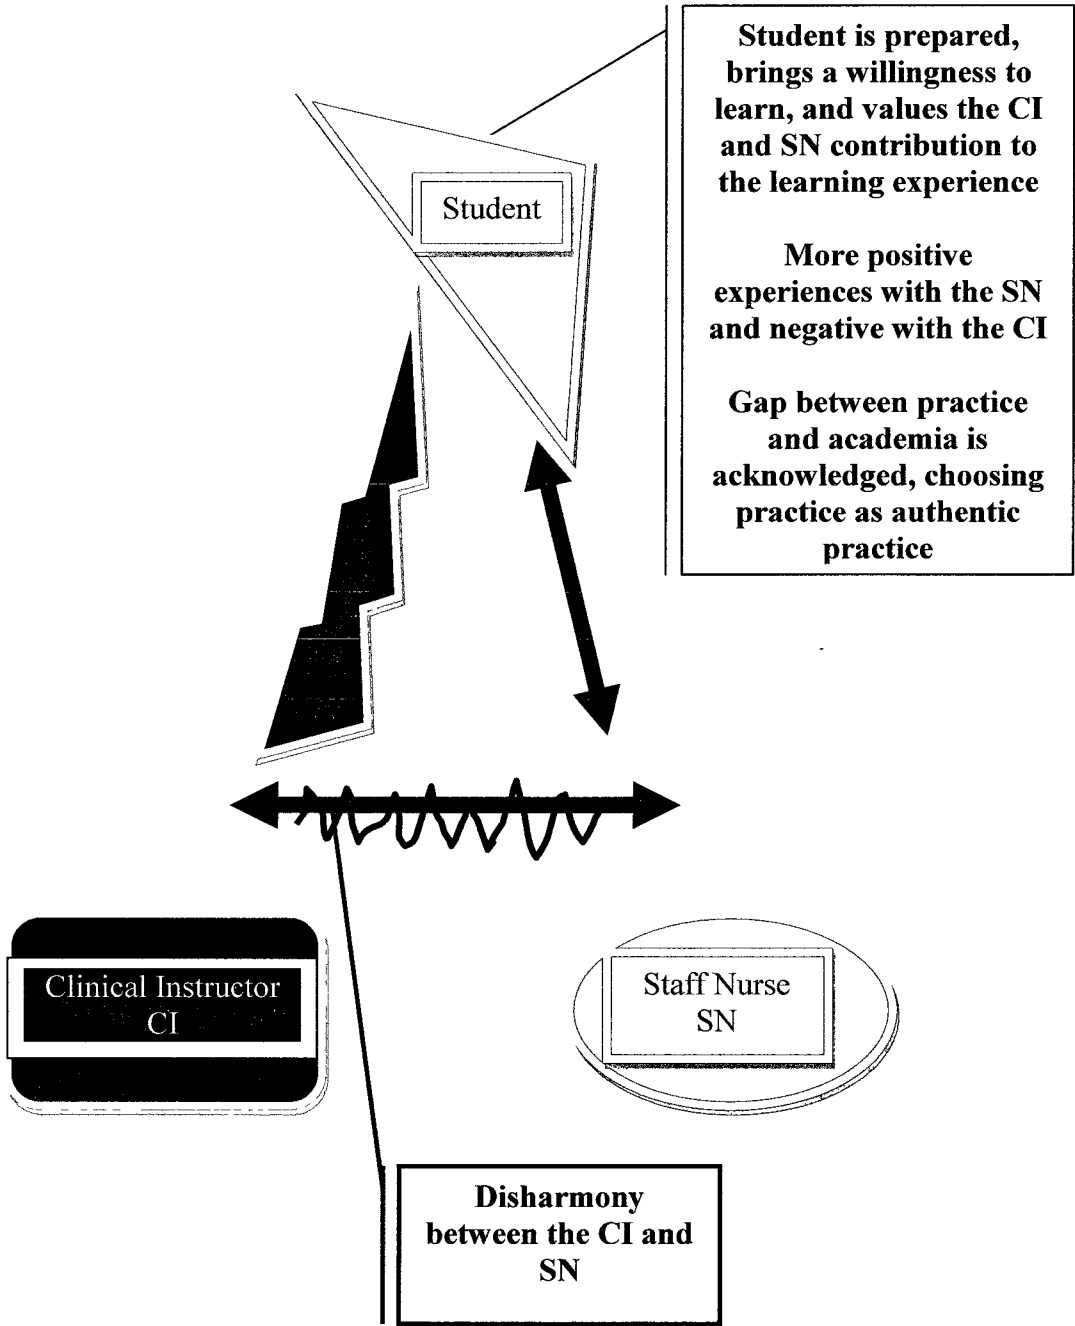 Student is prepared,
brings a willingness to
learn, and values the CI
and SN contribution to
the learning experience
More positive
experiences with the SN
and negative with the CI
Gap between practice
and academia is
acknowledged, choosing
practice as authentic
practice
Student
Clinical Instructor
CI
Staff Nurse
SN
Disharmony
between the CI and
SN